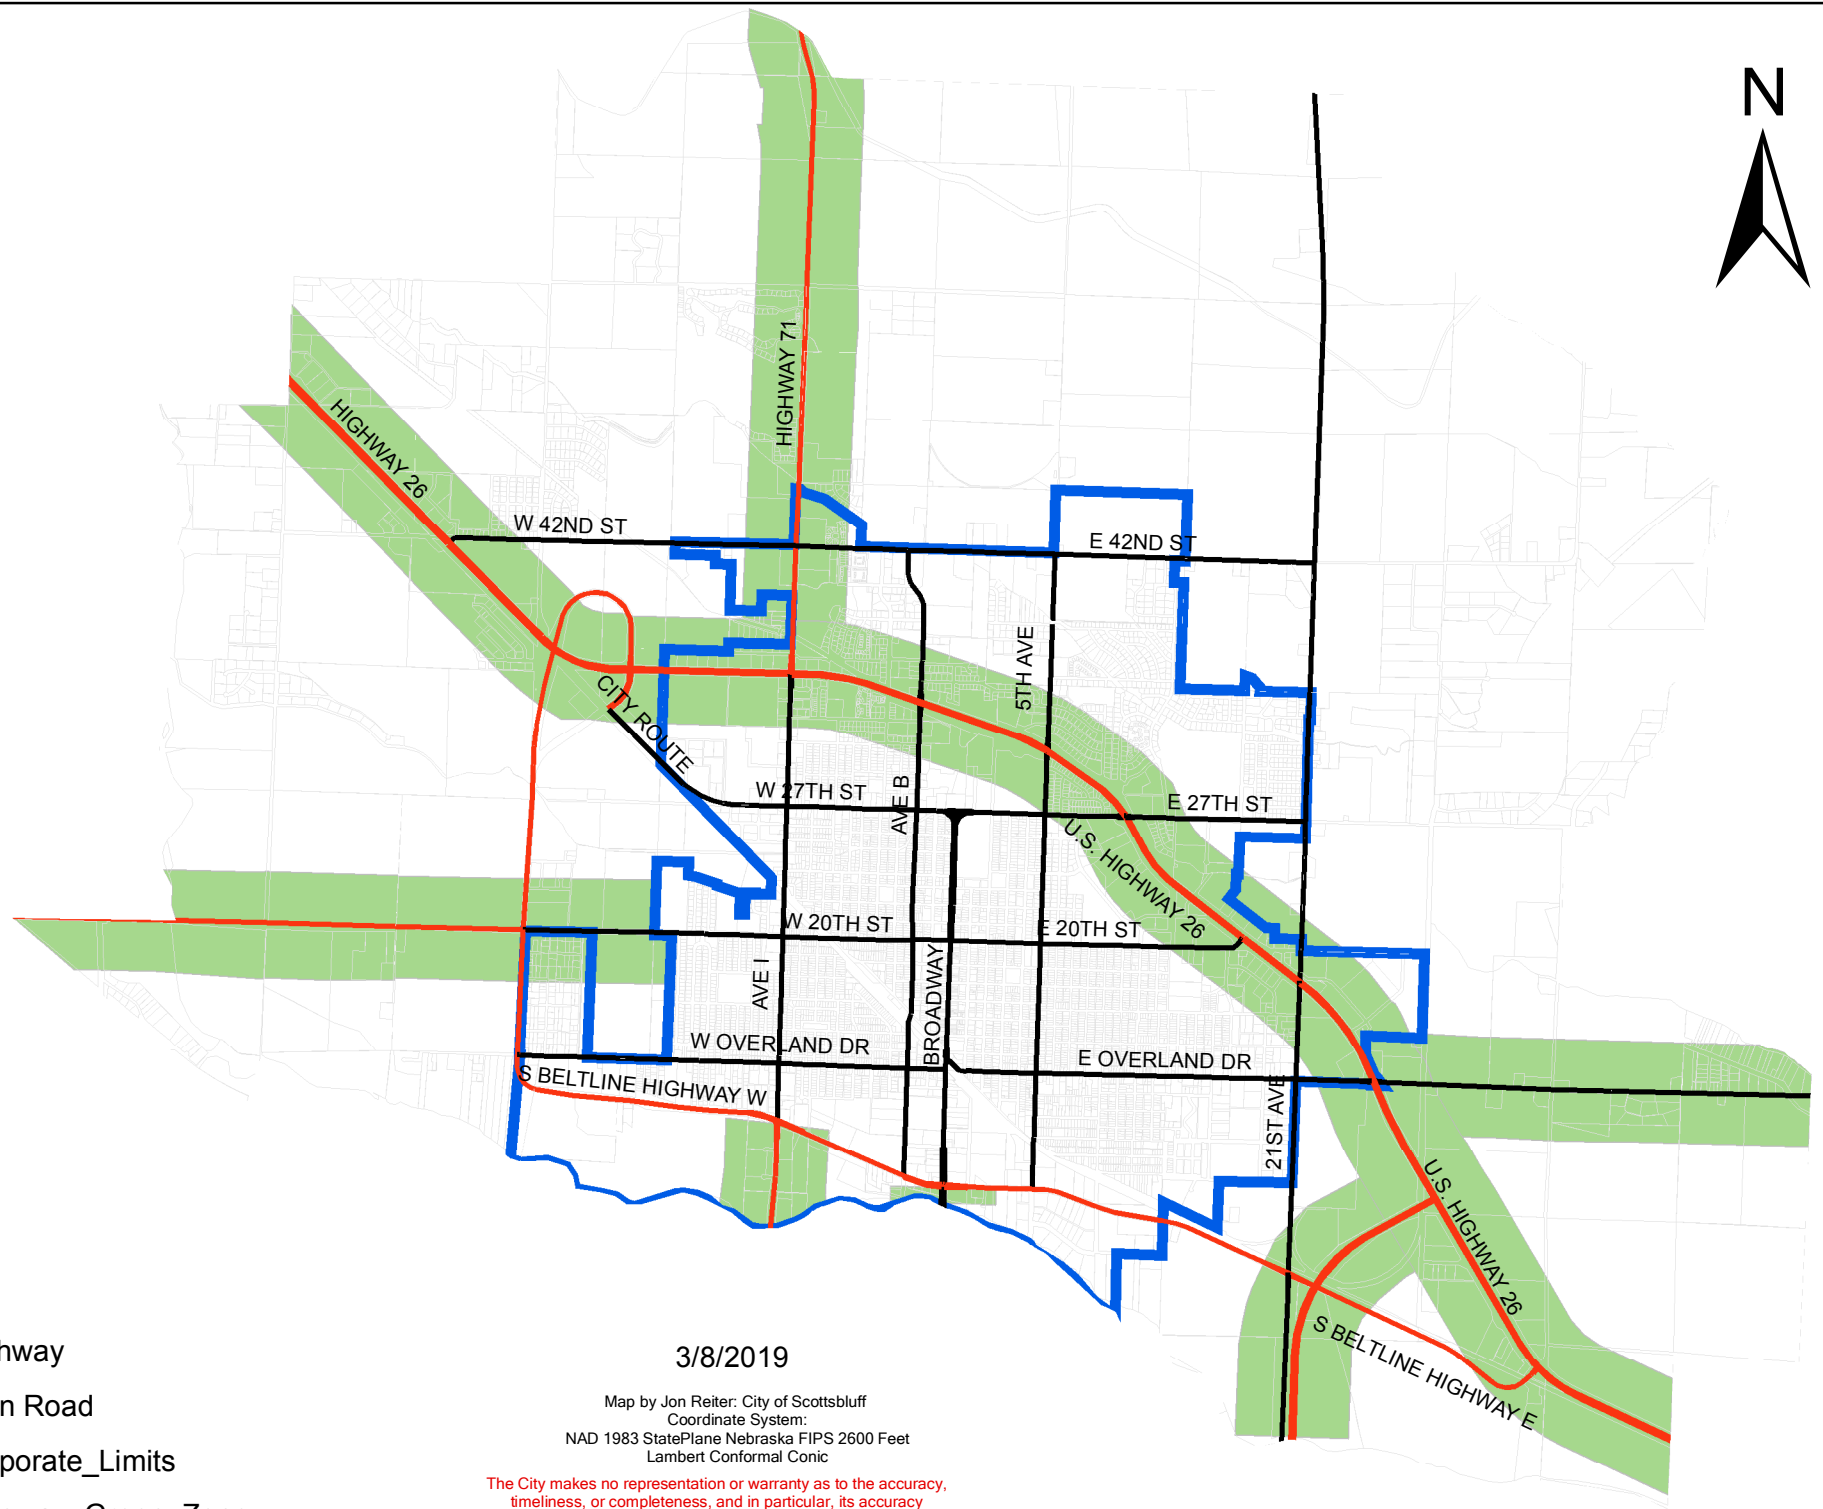 N
HIGHWAY 71
HIGHWAY 26
W 42ND ST
E 42ND ST
5TH AVE
CITY ROUTE
W 27TH ST
AVE B
E 27TH ST
U.S. HIGHWAY 26
W 20TH ST
E 20TH ST
AVE I
BROADWAY
W OVERLAND DR
E OVERLAND DR
S BELTLINE HIGHWAY W
21ST AVE
U.S. HIGHWAY 26
S BELTLINE HIGHWAY E
hway
n Road
porate_Limits
3/8/2019
Map by Jon Reiter: City of Scottsbluff
Coordinate System:
NAD 1983 StatePlane Nebraska FIPS 2600 Feet
Lambert Conformal Conic
The City makes no representation or warranty as to the accuracy,
timeliness, or completeness, and in particular, its accuracy